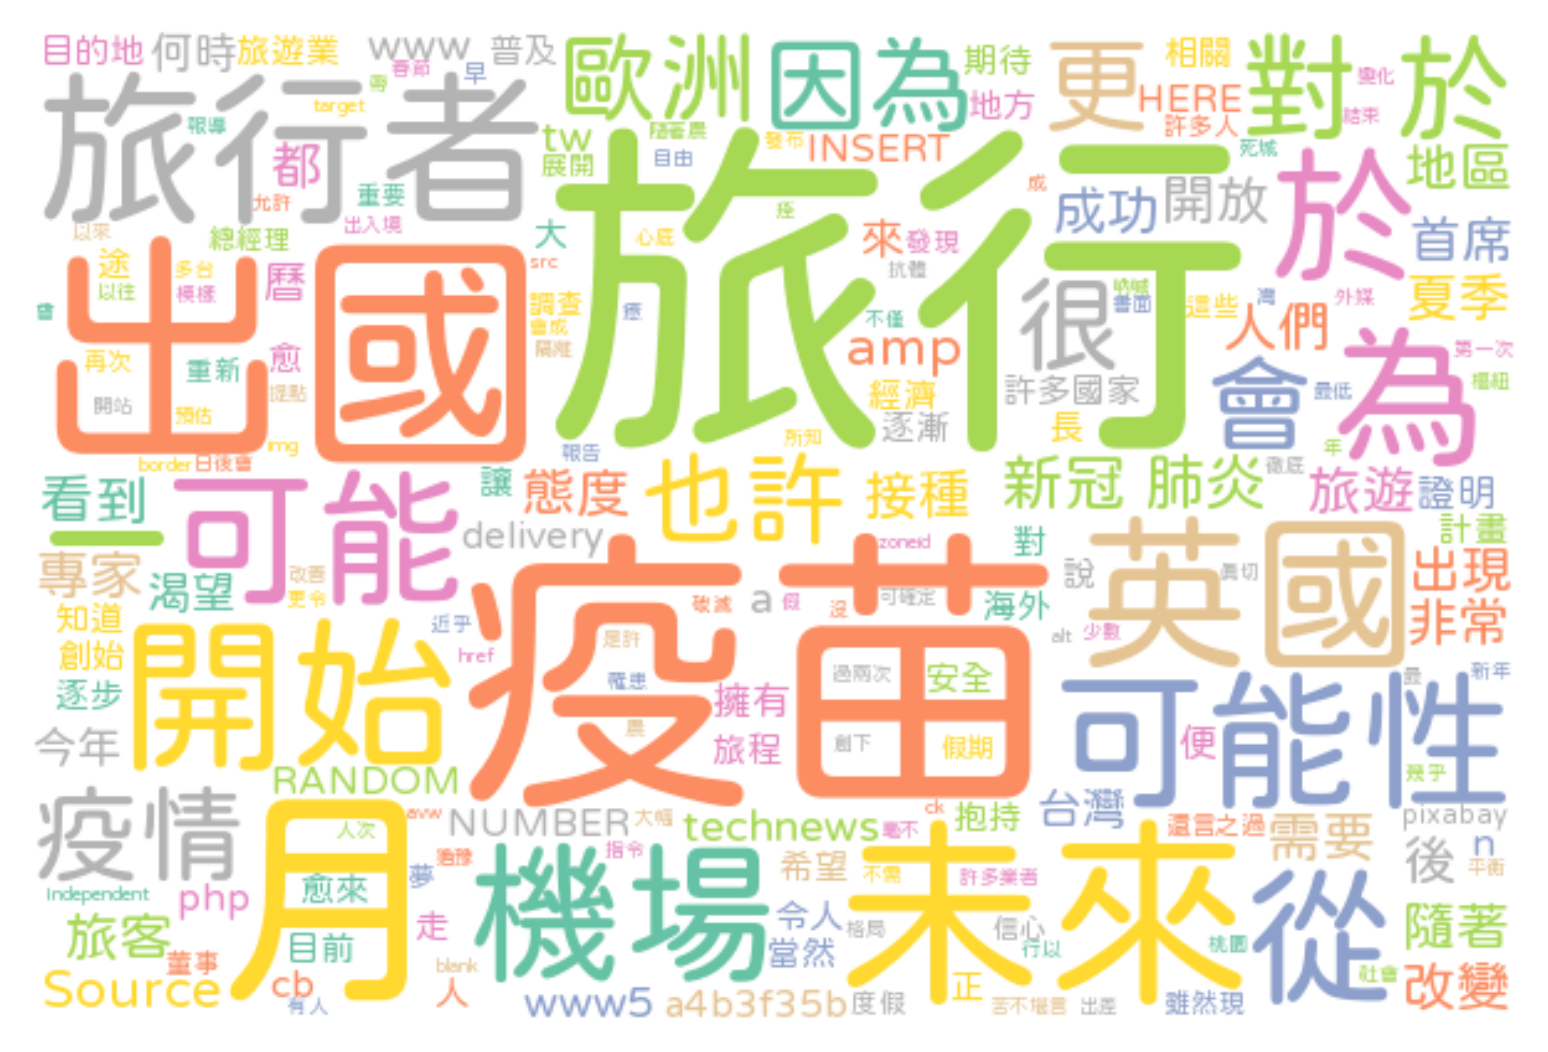 目的地 何時 旅遊業 www 普及 歐洲 因為 期待 更 相關 對於
春節 早 變化
旅行者 target 地方 HERE 結束
報導 tw 隨著農 發布 INSERT 許多人
都 展開 自由 旅行 死城 地區
重要 成 成功 開放 於
允許 出入境 痊 首席
以來 總經理 大 心底 來 發現
途 多台 src 抗體 很
以往 模樣 曆 調查 吶喊 書面 這些 灣 外媒 夏季
會 出國 會成 癒 不僅 人們
再次 重新 愈 隔離 amp 為 第一次
提點 經濟 許多國家 會 最低 樞紐
開站 預估 逐漸 長
img 報告 所知 年
border 日後會 徹底
看到 可能 讓 態度 也許 接種 新冠 肺炎 旅遊 證明
一 delivery zoneid 對 計畫
專家 渴望 改善 說 英國 真切 出現
更令 破滅 a 假 沒 可確定 海外
知道 近乎 alt 少數 非常
創始 開始 href 是許 疫苗
逐步 罹患 過兩次 安全 擁有 最 新年
今年 農 旅程 創下 假期 可能性 便 幾乎
RANDOM
疫情 avw NUMBER 大幅 technews 毫不 ck 抱持 台灣 還言之過 需要 pixabay
人次 猶豫 指令 後 n
月 機場 希望 不需 未來 許多業者 平衡
Independent php 愈來 夢 從
旅客 走 令人 格局 信心 隨著
目前 當然 行以 桃園
董事 blank 社會
Source cb 人 正 改變
有人 www5 a4b3f35b 度假 苦不堪言 出差 雖然現